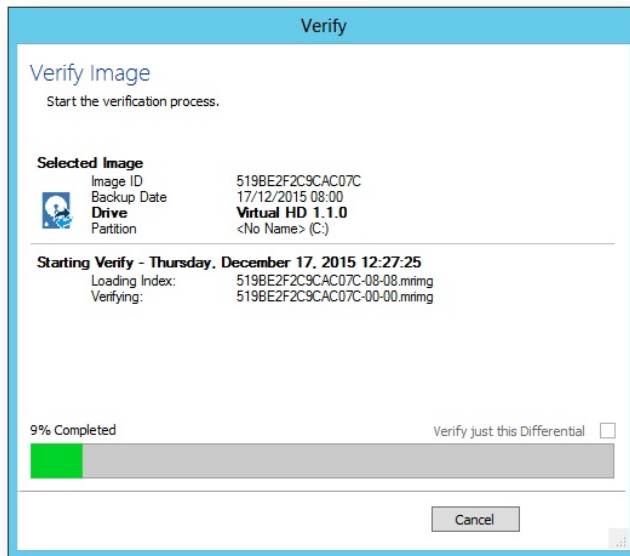 Verify
Verify Image
Start the verification process.
Selected Image
Image ID 519BE2F2C9CAC07C
Backup Date 17/12/2015 08:00
Drive Virtual HD 1.1.0
Partition <No Name> (C:)
Starting Verify - Thursday, December 17, 2015 12:27:25
Loading Index: 519BE2F2C9CAC07C-08-08.mrimg
Verifying: 519BE2F2C9CAC07C-00-00.mrimg
9% Completed Verify just this Differential
Cancel